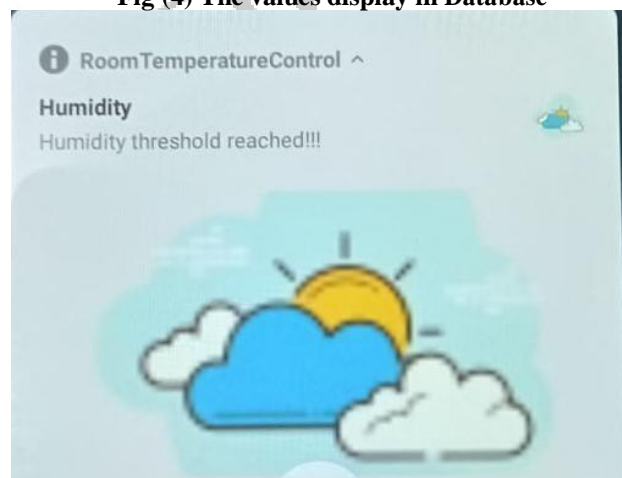 Fig (4) The values display in Database
RoomTemperatureControl ^
Humidity
Humidity threshold reached!!!